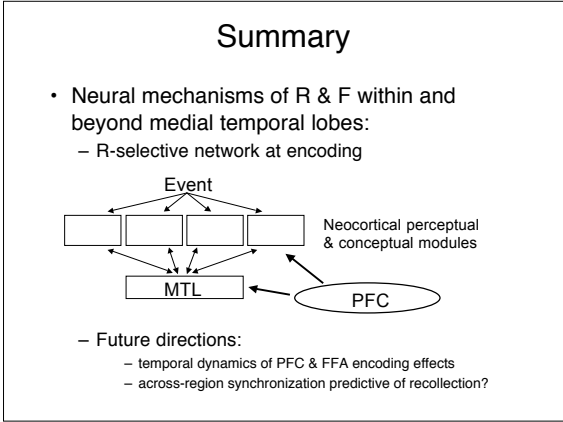 Summary
• Neural mechanisms of R & F within and
beyond medial temporal lobes:
– R-selective network at encoding
Event
Neocortical perceptual
& conceptual modules
MTL
PFC
– Future directions:
– temporal dynamics of PFC & FFA encoding effects
– across-region synchronization predictive of recollection?